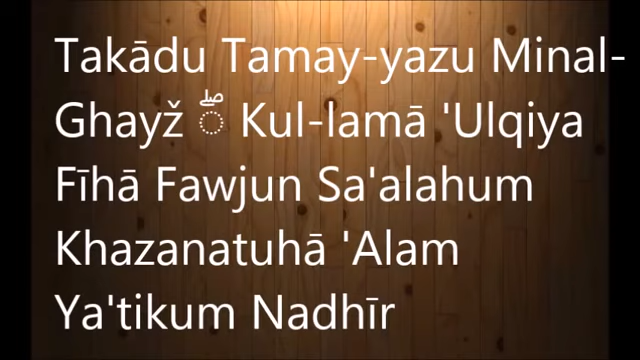 Takādu Tamay-yazu Minal-
Ghayž ۖ Kul-lamā 'Ulqiya
Fīhā Fawjun Sa'alahum
Khazanatuhā 'Alam
Ya'tikum Nadhīr